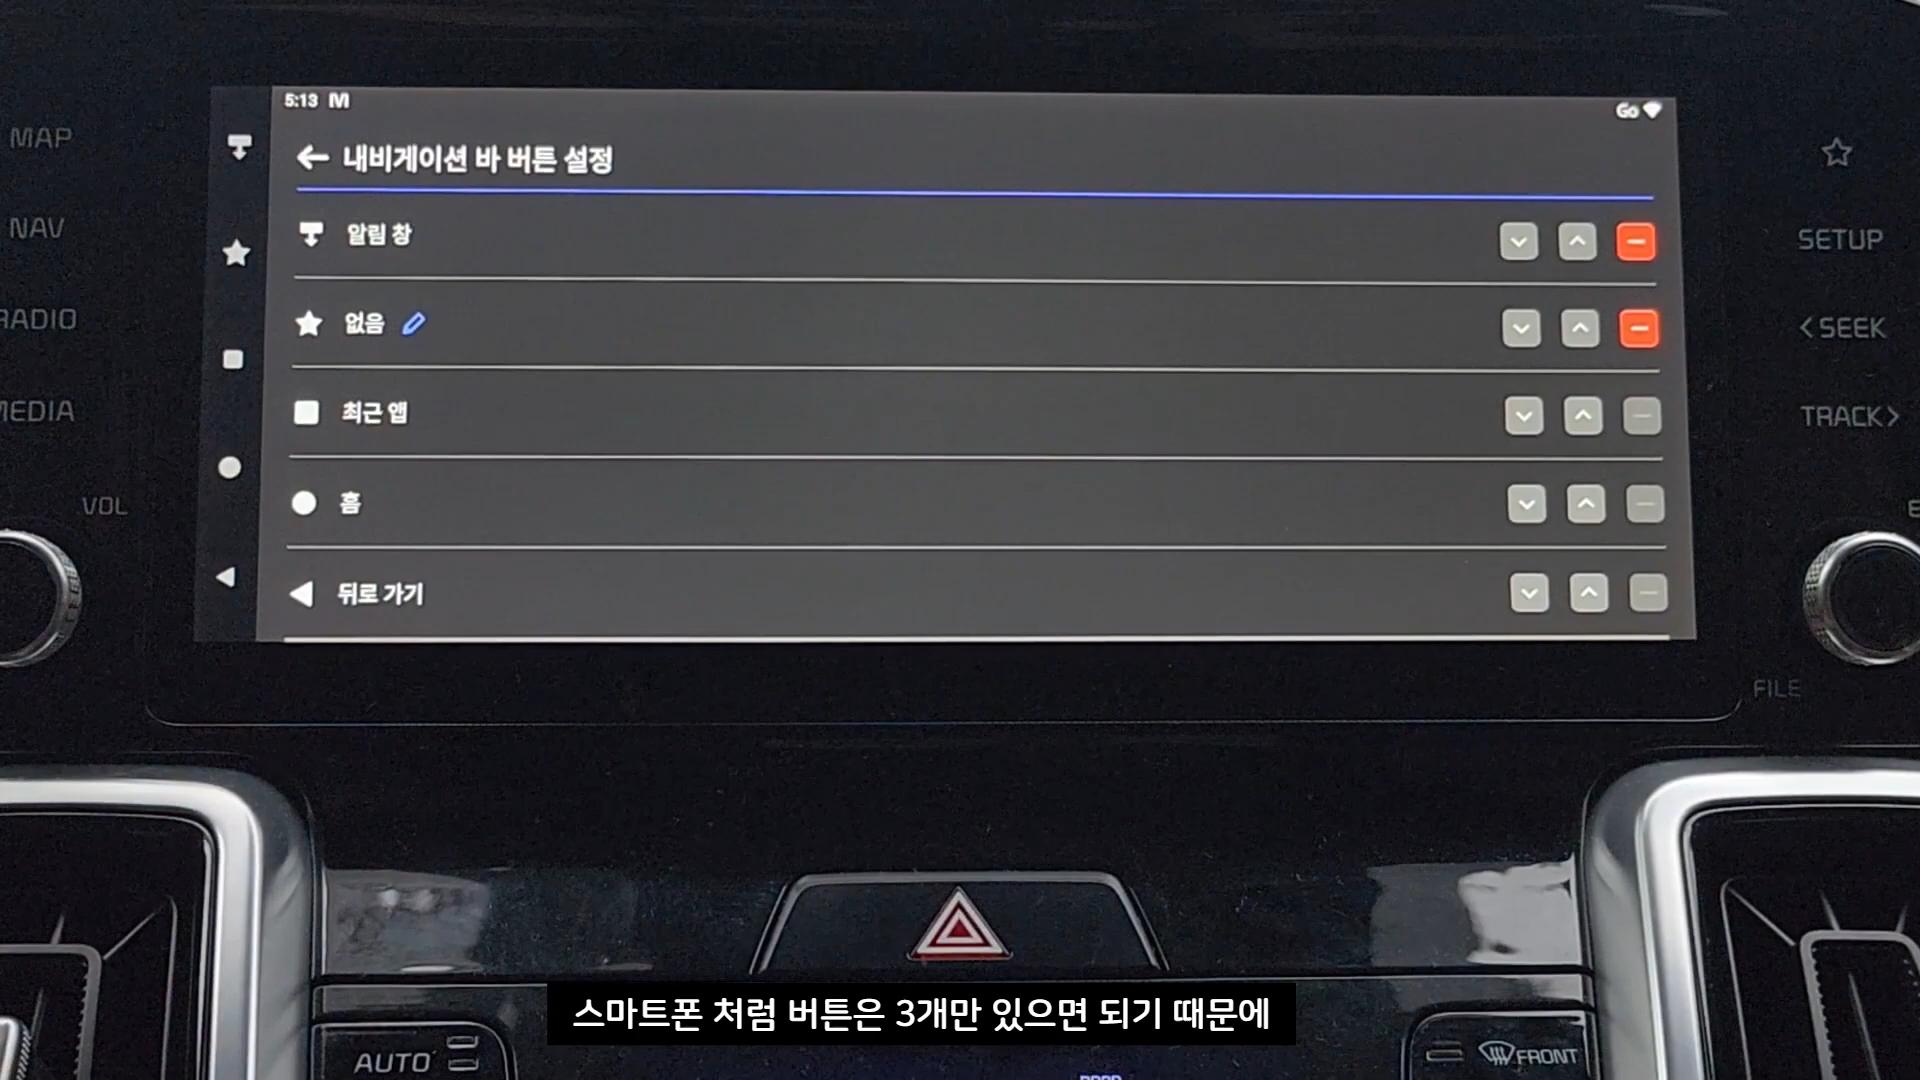 MAP
NAV
RADIO
MEDIA
VOL
5:13 M
Go
내비게이션 바 버튼 설정
알림 창
없음
최근 앱
홈
뒤로 가기
SETUP
< SEEK
TRACK >
FILE
AUTO
FRONT
스마트폰 처럼 버튼은 3개만 있으면 되기 때문에